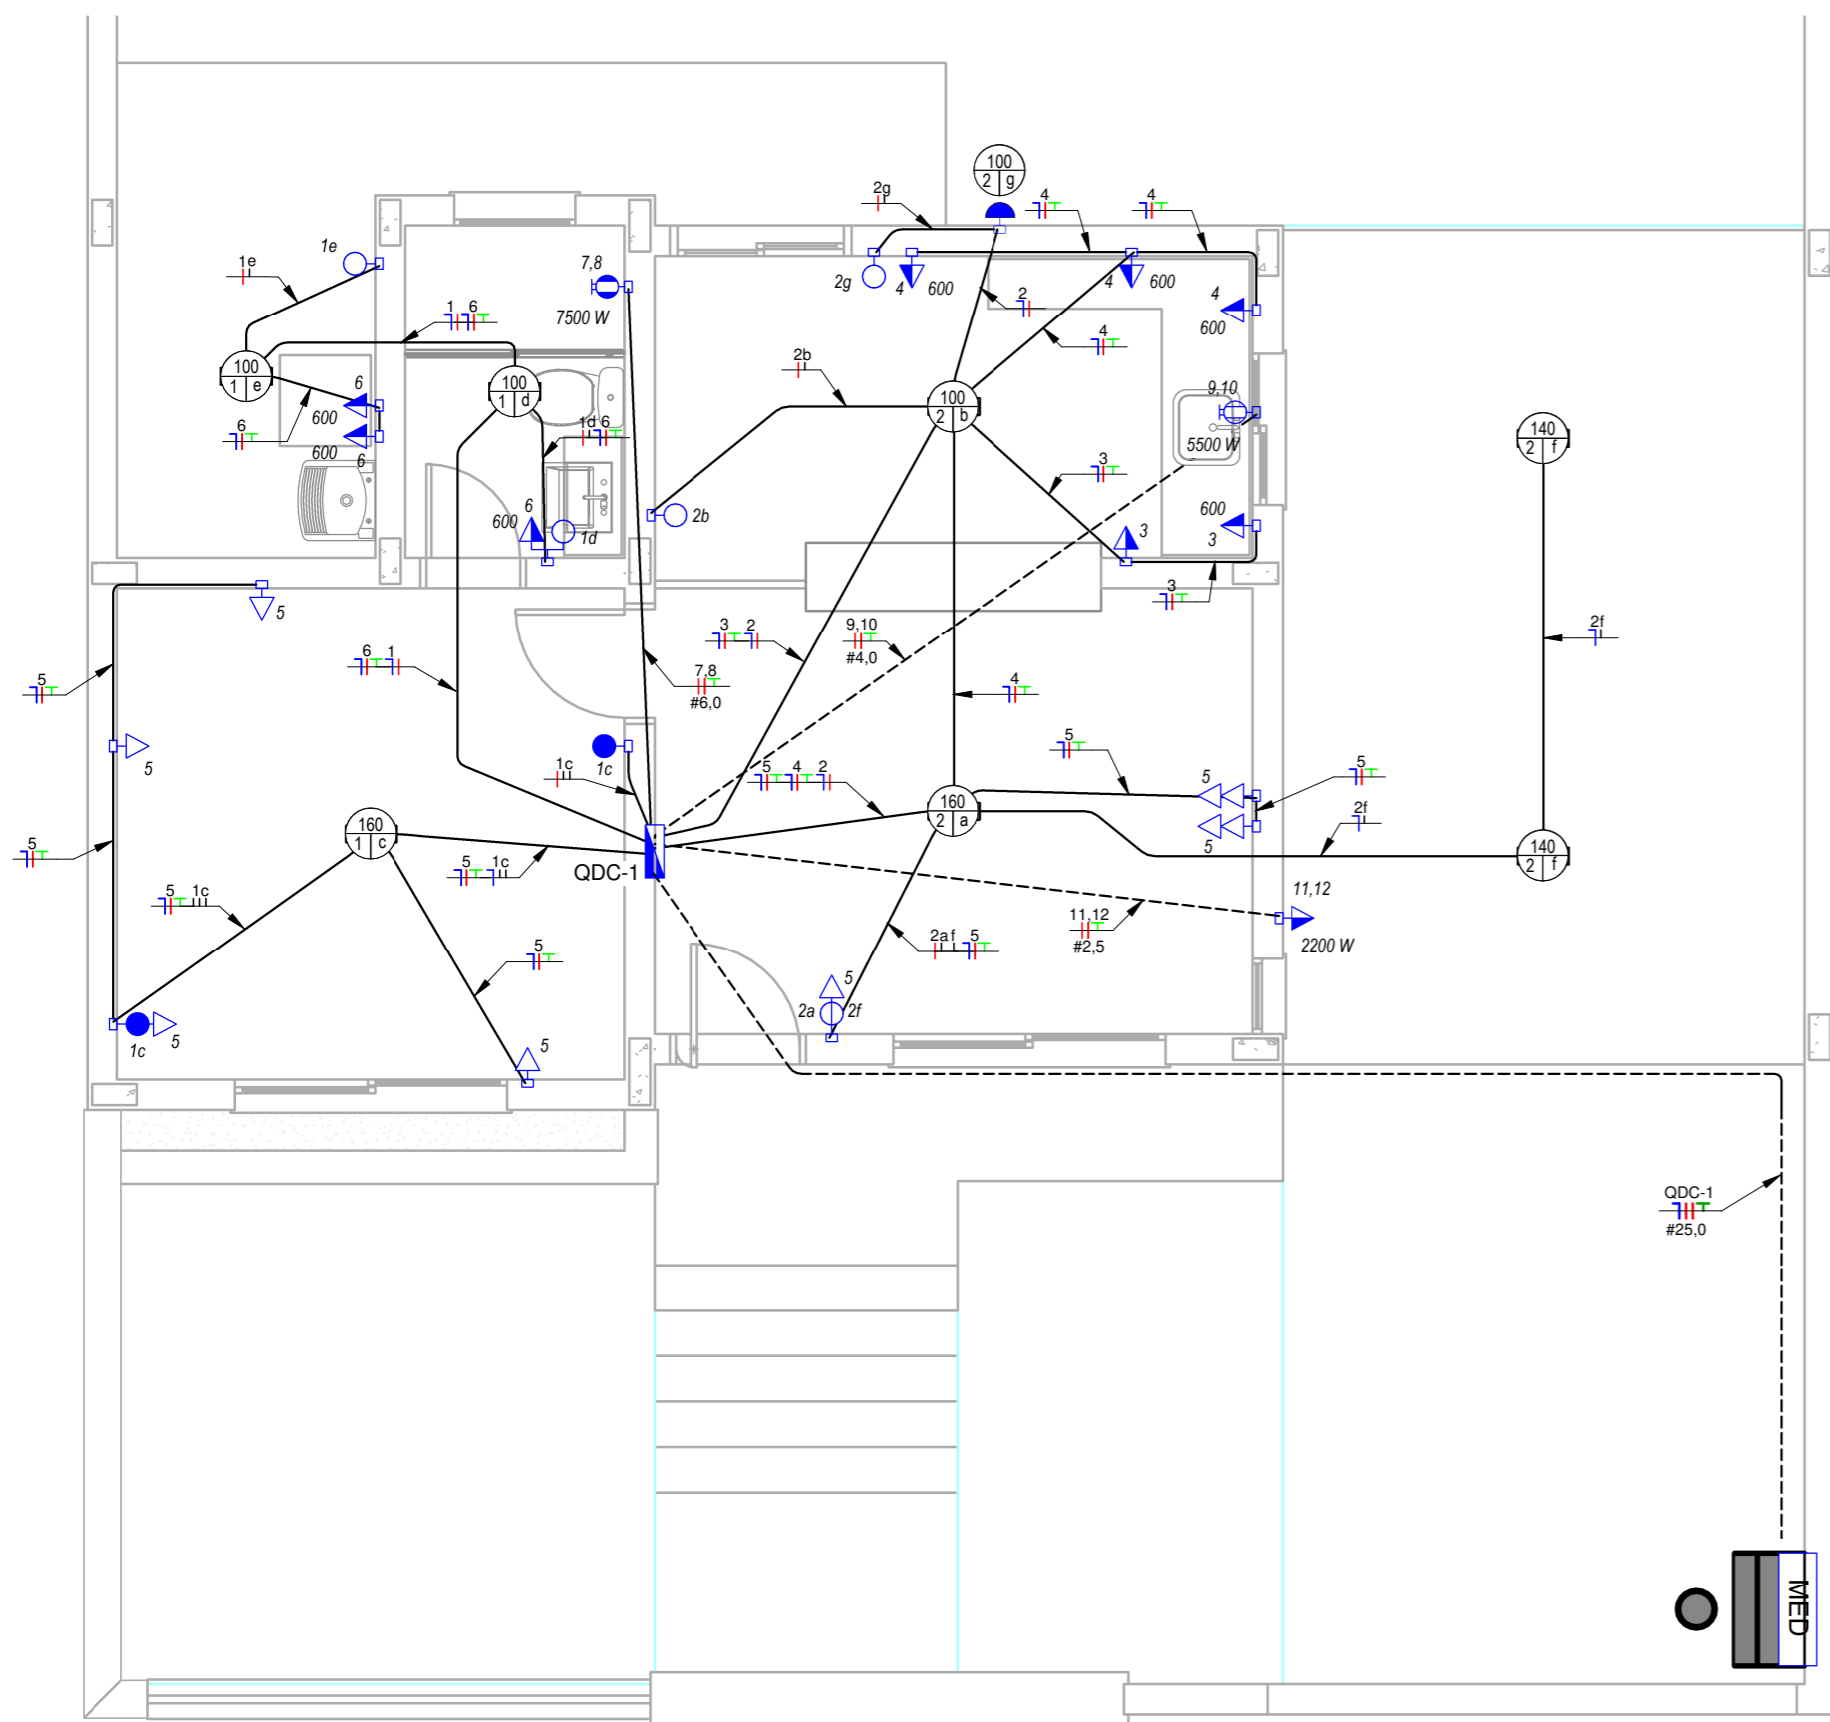 100
2 g
2g
4
4
1e
1e
7,8
7500 W
2g
4
600
4
600
4
600
2
1 6
4
2b
100
1 e
100
1 d
100
2 b
6
600
9,10
5500 W
140
2 f
6
600
6
1d 6
3
6
600
1d
2b
600
3
3
3
5
3 2
9,10
#4,0
2f
6 1
7,8
#6,0
4
5
5
1c
1c
5 4 2
5
5
5
2f
160
1 c
160
2 a
5
140
2 f
5
QDC-1
5 1c
5 1c
11,12
2200 W
11,12
#2,5
5
2af 5
5
2a
2f
1c
5
5
QDC-1
#25,0
MED